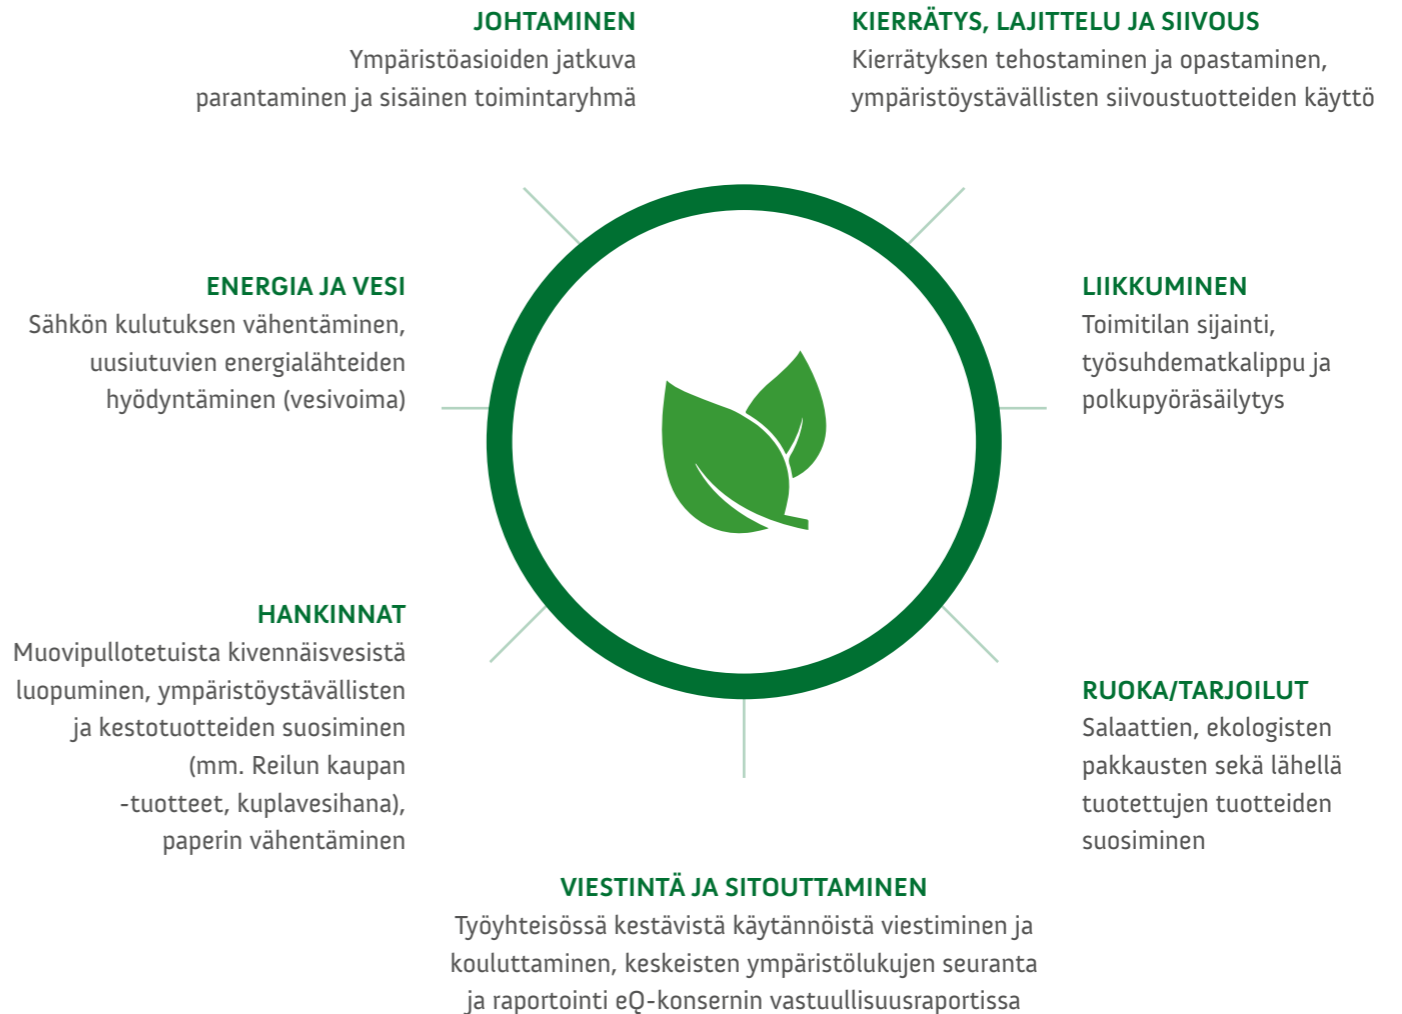 JOHTAMINEN
Ympäristöasioiden jatkuva
parantaminen ja sisäinen toimintaryhmä
KIERRÄTYS, LAJITTELU JA SIIVOUS
Kierrätyksen tehostaminen ja opastaminen,
ympäristöystävällisten siivoustuotteiden käyttö
ENERGIA JA VESI
Sähkön kulutuksen vähentäminen,
uusiutuvien energialähteiden
hyödyntäminen (vesivoima)
LIIKKUMINEN
Toimitilan sijainti,
työsuhdematkalippu ja
polkupyöräsäilytys
HANKINNAT
Muovipullotetuista kivennäisvesistä
luopuminen, ympäristöystävällisten
ja kestotuotteiden suosiminen
(mm. Reilun kaupan
-tuotteet, kuplavesihana),
paperin vähentäminen
RUOKA/TARJOILUT
Salaattien, ekologisten
pakkausten sekä lähellä
tuotettujen tuotteiden
suosiminen
VIESTINTÄ JA SITOUTTAMINEN
Työyhteisössä kestävistä käytännöistä viestiminen ja
kouluttaminen, keskeisten ympäristölukujen seuranta
ja raportointi eQ-konsernin vastuullisuusraportissa